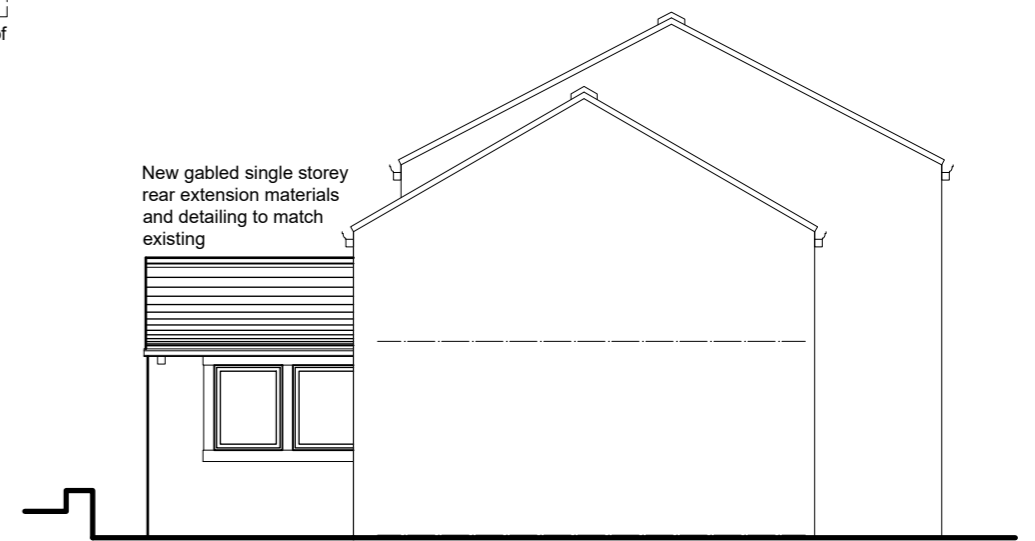 New gabled single storey
rear extension materials
and detailing to match
existing